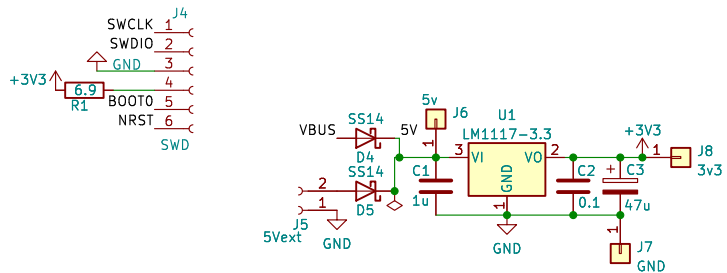 J4
SWCLK 1
SWDIO 2
GND 3
+3V3 6.9 4
R1
BOOT0 5
NRST 6
SWD
5v
J6
1
VBUS SS14 5V
D4
U1
LM1117-3.3
3 VI VO 2
GND
1
GND
+3V3
1 J8
3v3
C1
1u
C2
0.1
+ C3
47u
2 SS14
1 D5
J5
5Vext
GND
1
J7
GND